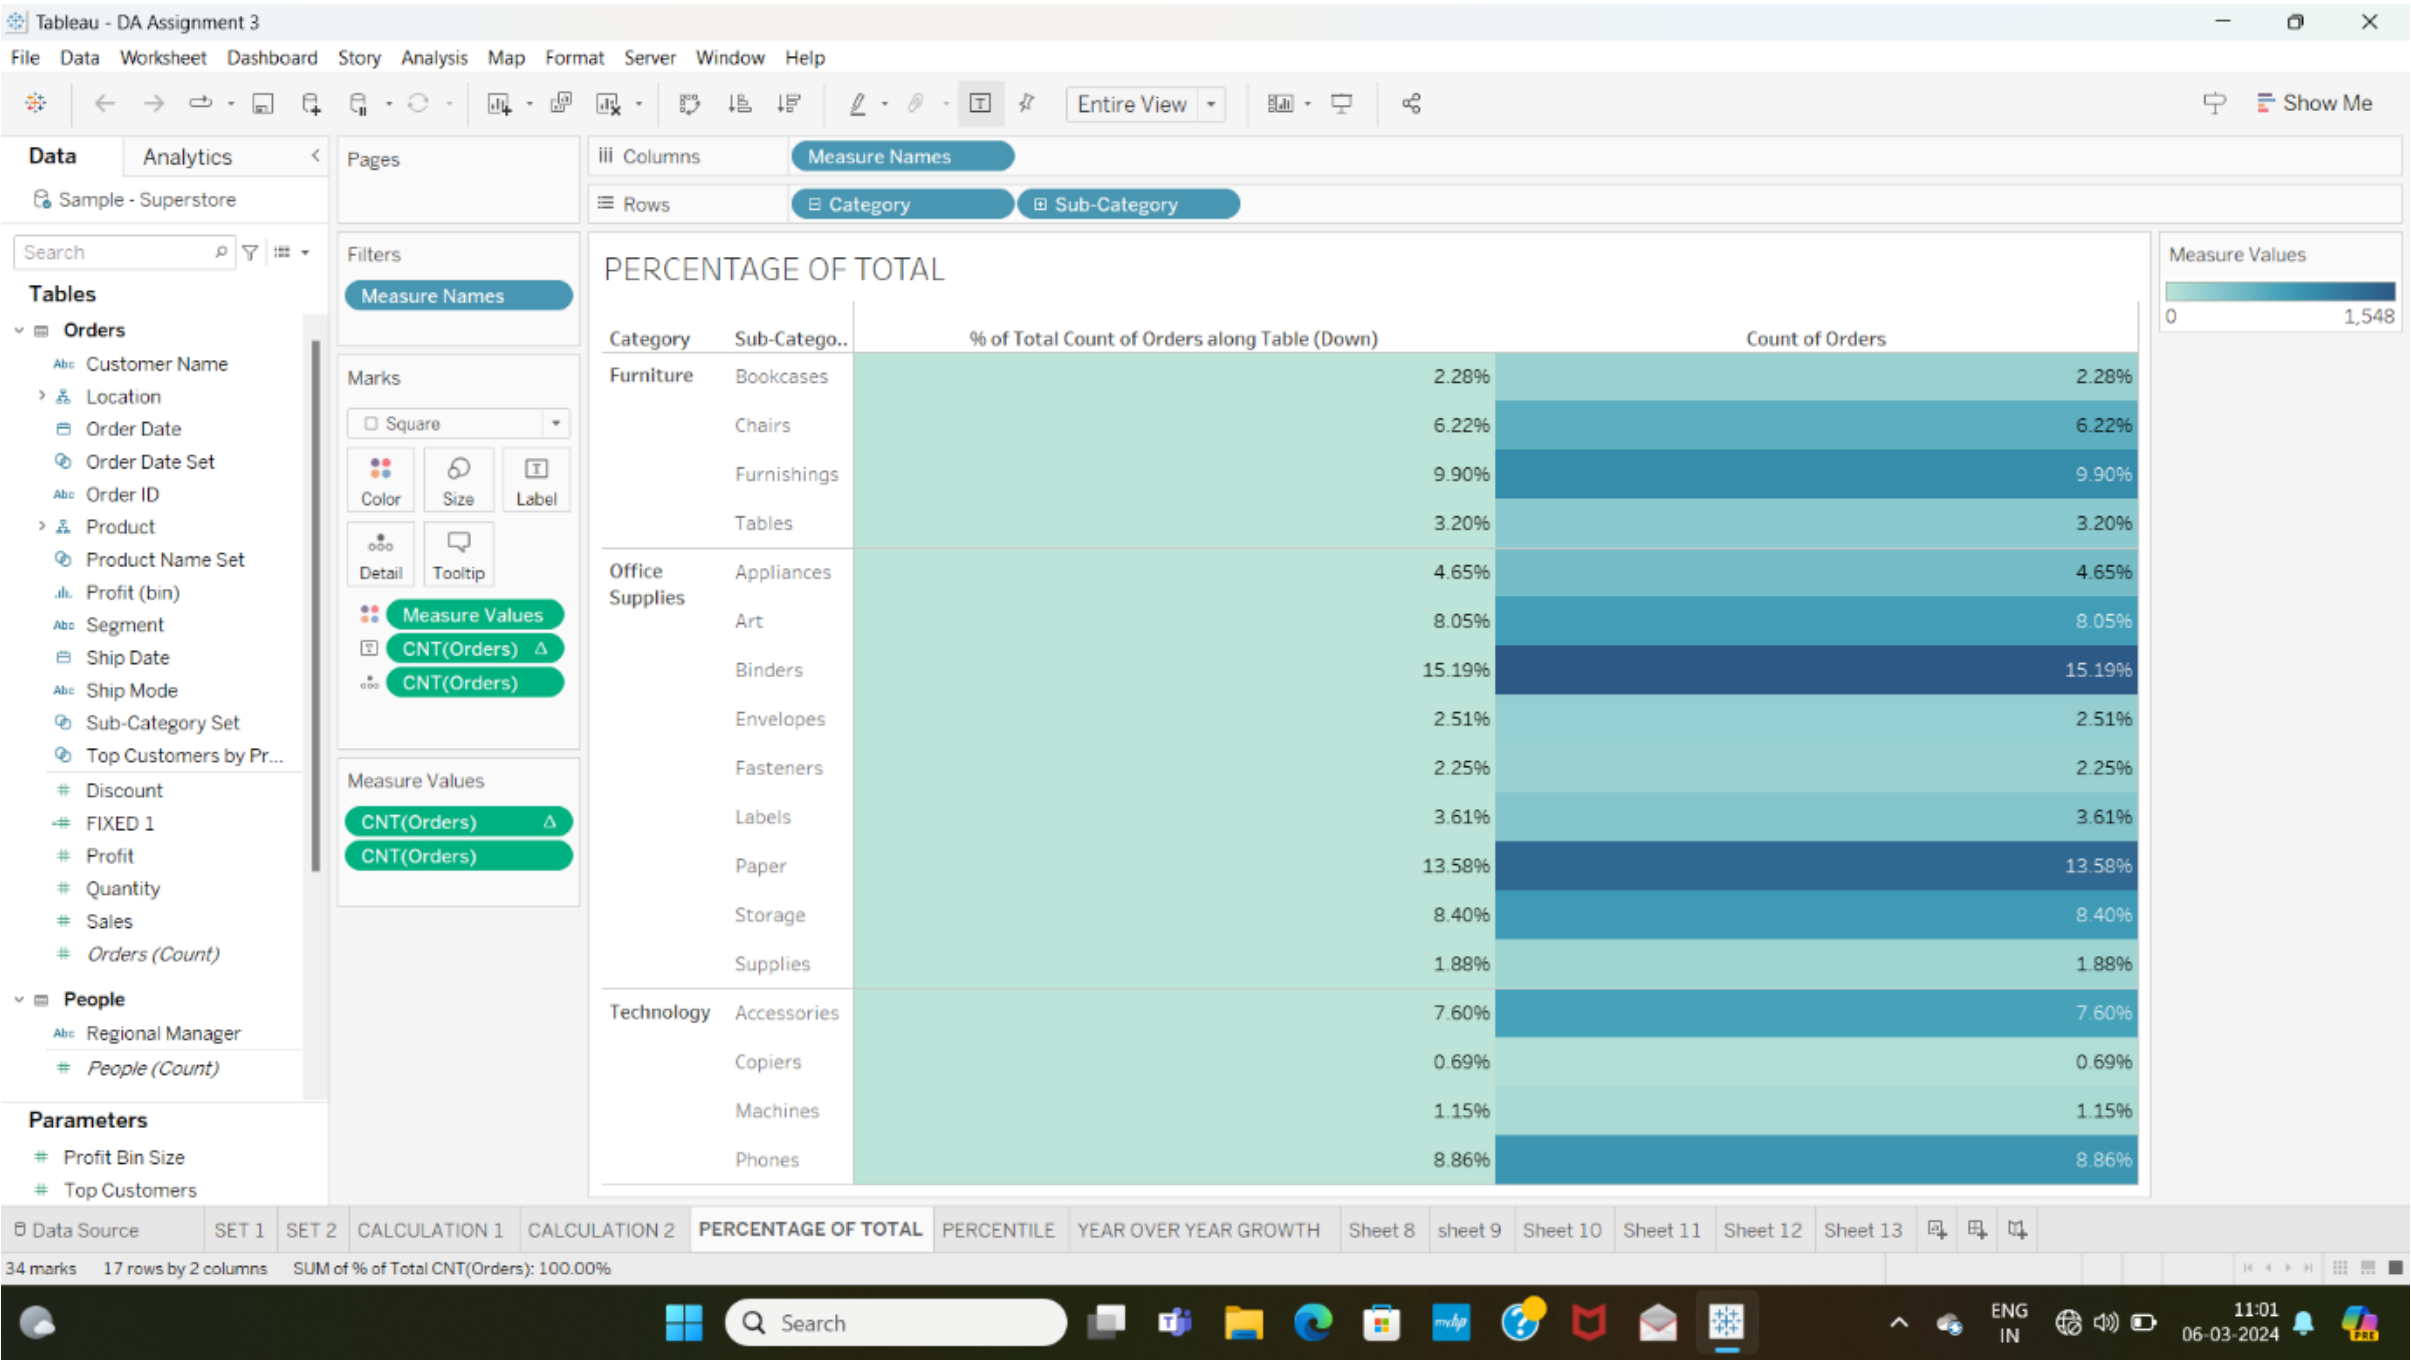 Tableau - DA Assignment 3
File Data Worksheet Dashboard Story Analysis Map Format Server Window Help
Entire View
Show Me
Data Analytics
Sample - Superstore
Search
Tables
Orders
Abc Customer Name
Location
Order Date
Order Date Set
Abc Order ID
Product
Product Name Set
Profit (bin)
Abc Segment
Ship Date
Abc Ship Mode
Sub-Category Set
Top Customers by Pr...
# Discount
=# FIXED 1
# Profit
# Quantity
# Sales
# Orders (Count)
People
Abc Regional Manager
# People (Count)
Parameters
# Profit Bin Size
# Top Customers
Pages
Filters
Measure Names
Marks
Square
Color Size Label
Detail Tooltip
Measure Values
CNT(Orders) Δ
CNT(Orders)
Measure Values
CNT(Orders) Δ
CNT(Orders)
Columns Measure Names
Rows Category Sub-Category
PERCENTAGE OF TOTAL
Category Sub-Catego.. % of Total Count of Orders along Table (Down) Count of Orders
Furniture Bookcases 2.28% 2.28%
Chairs 6.22% 6.22%
Furnishings 9.90% 9.90%
Tables 3.20% 3.20%
Office Supplies Appliances 4.65% 4.65%
Art 8.05% 8.05%
Binders 15.19% 15.19%
Envelopes 2.51% 2.51%
Fasteners 2.25% 2.25%
Labels 3.61% 3.61%
Paper 13.58% 13.58%
Storage 8.40% 8.40%
Supplies 1.88% 1.88%
Technology Accessories 7.60% 7.60%
Copiers 0.69% 0.69%
Machines 1.15% 1.15%
Phones 8.86% 8.86%
Measure Values
0 1,548
Data Source SET 1 SET 2 CALCULATION 1 CALCULATION 2 PERCENTAGE OF TOTAL PERCENTILE YEAR OVER YEAR GROWTH Sheet 8 sheet 9 Sheet 10 Sheet 11 Sheet 12 Sheet 13
34 marks 17 rows by 2 columns SUM of % of Total CNT(Orders): 100.00%
Search
myhp
ENG
IN
11:01
06-03-2024
PRE